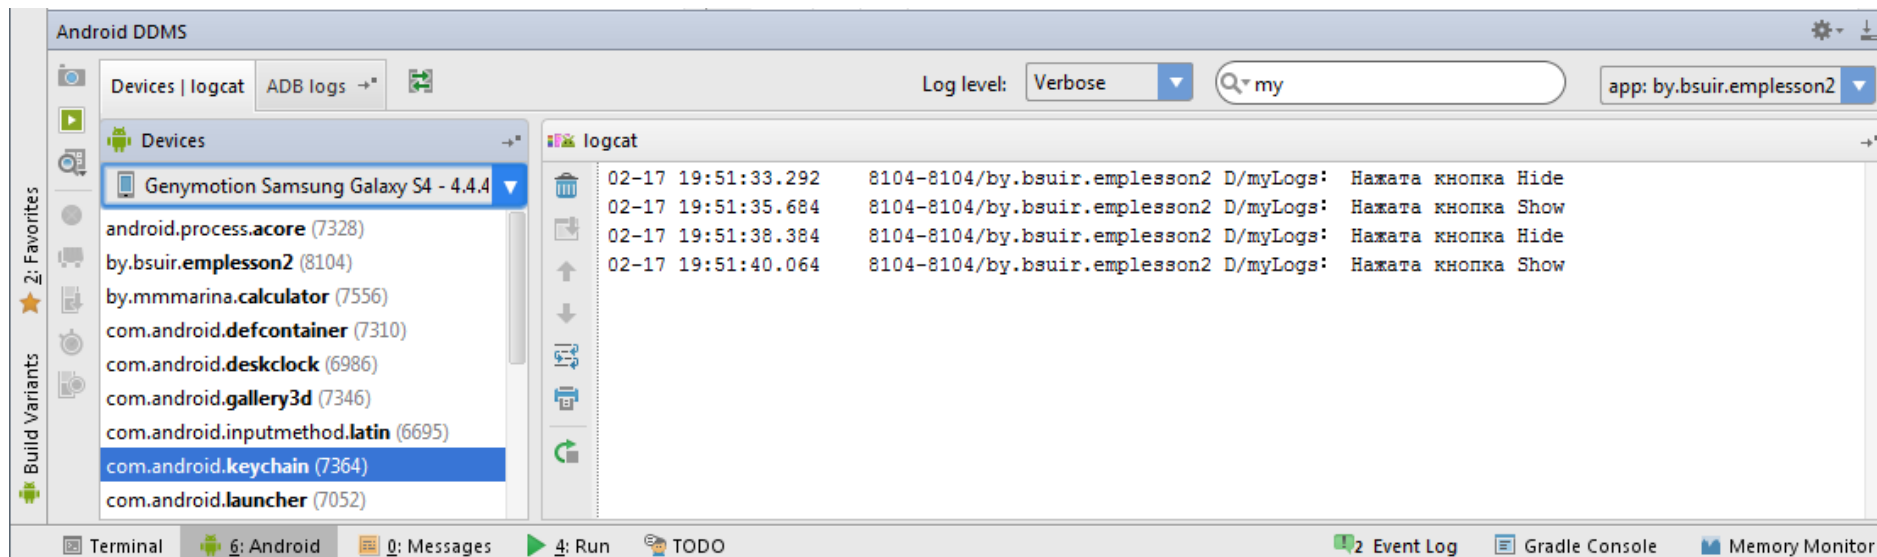 Android DDMS
Devices | logcat
ADB logs
Log level:
Verbose
my
app: by.bsuir.emplesson2
Devices
logcat
Genymotion Samsung Galaxy S4 - 4.4.4
android.process.acore (7328)
by.bsuir.emplesson2 (8104)
by.mmmarina.calculator (7556)
com.android.defcontainer (7310)
com.android.deskclock (6986)
com.android.gallery3d (7346)
com.android.inputmethod.latin (6695)
com.android.keychain (7364)
com.android.launcher (7052)
02-17 19:51:33.292 8104-8104/by.bsuir.emplesson2 D/myLogs: Нажата кнопка Hide
02-17 19:51:35.684 8104-8104/by.bsuir.emplesson2 D/myLogs: Нажата кнопка Show
02-17 19:51:38.384 8104-8104/by.bsuir.emplesson2 D/myLogs: Нажата кнопка Hide
02-17 19:51:40.064 8104-8104/by.bsuir.emplesson2 D/myLogs: Нажата кнопка Show
2: Favorites
Build Variants
Terminal
6: Android
0: Messages
4: Run
TODO
2 Event Log
Gradle Console
Memory Monitor